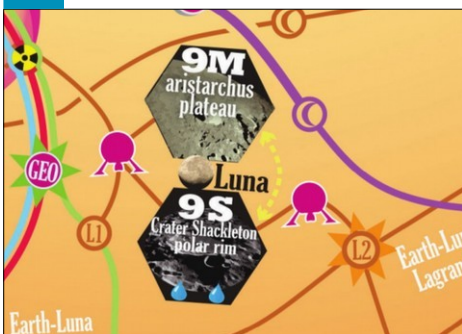 9M
aristarchus
plateau
GEO
Luna
9S
Crater Shackleton
polar rim
L1
L2
Earth-Lu
Lagran
Earth-Luna